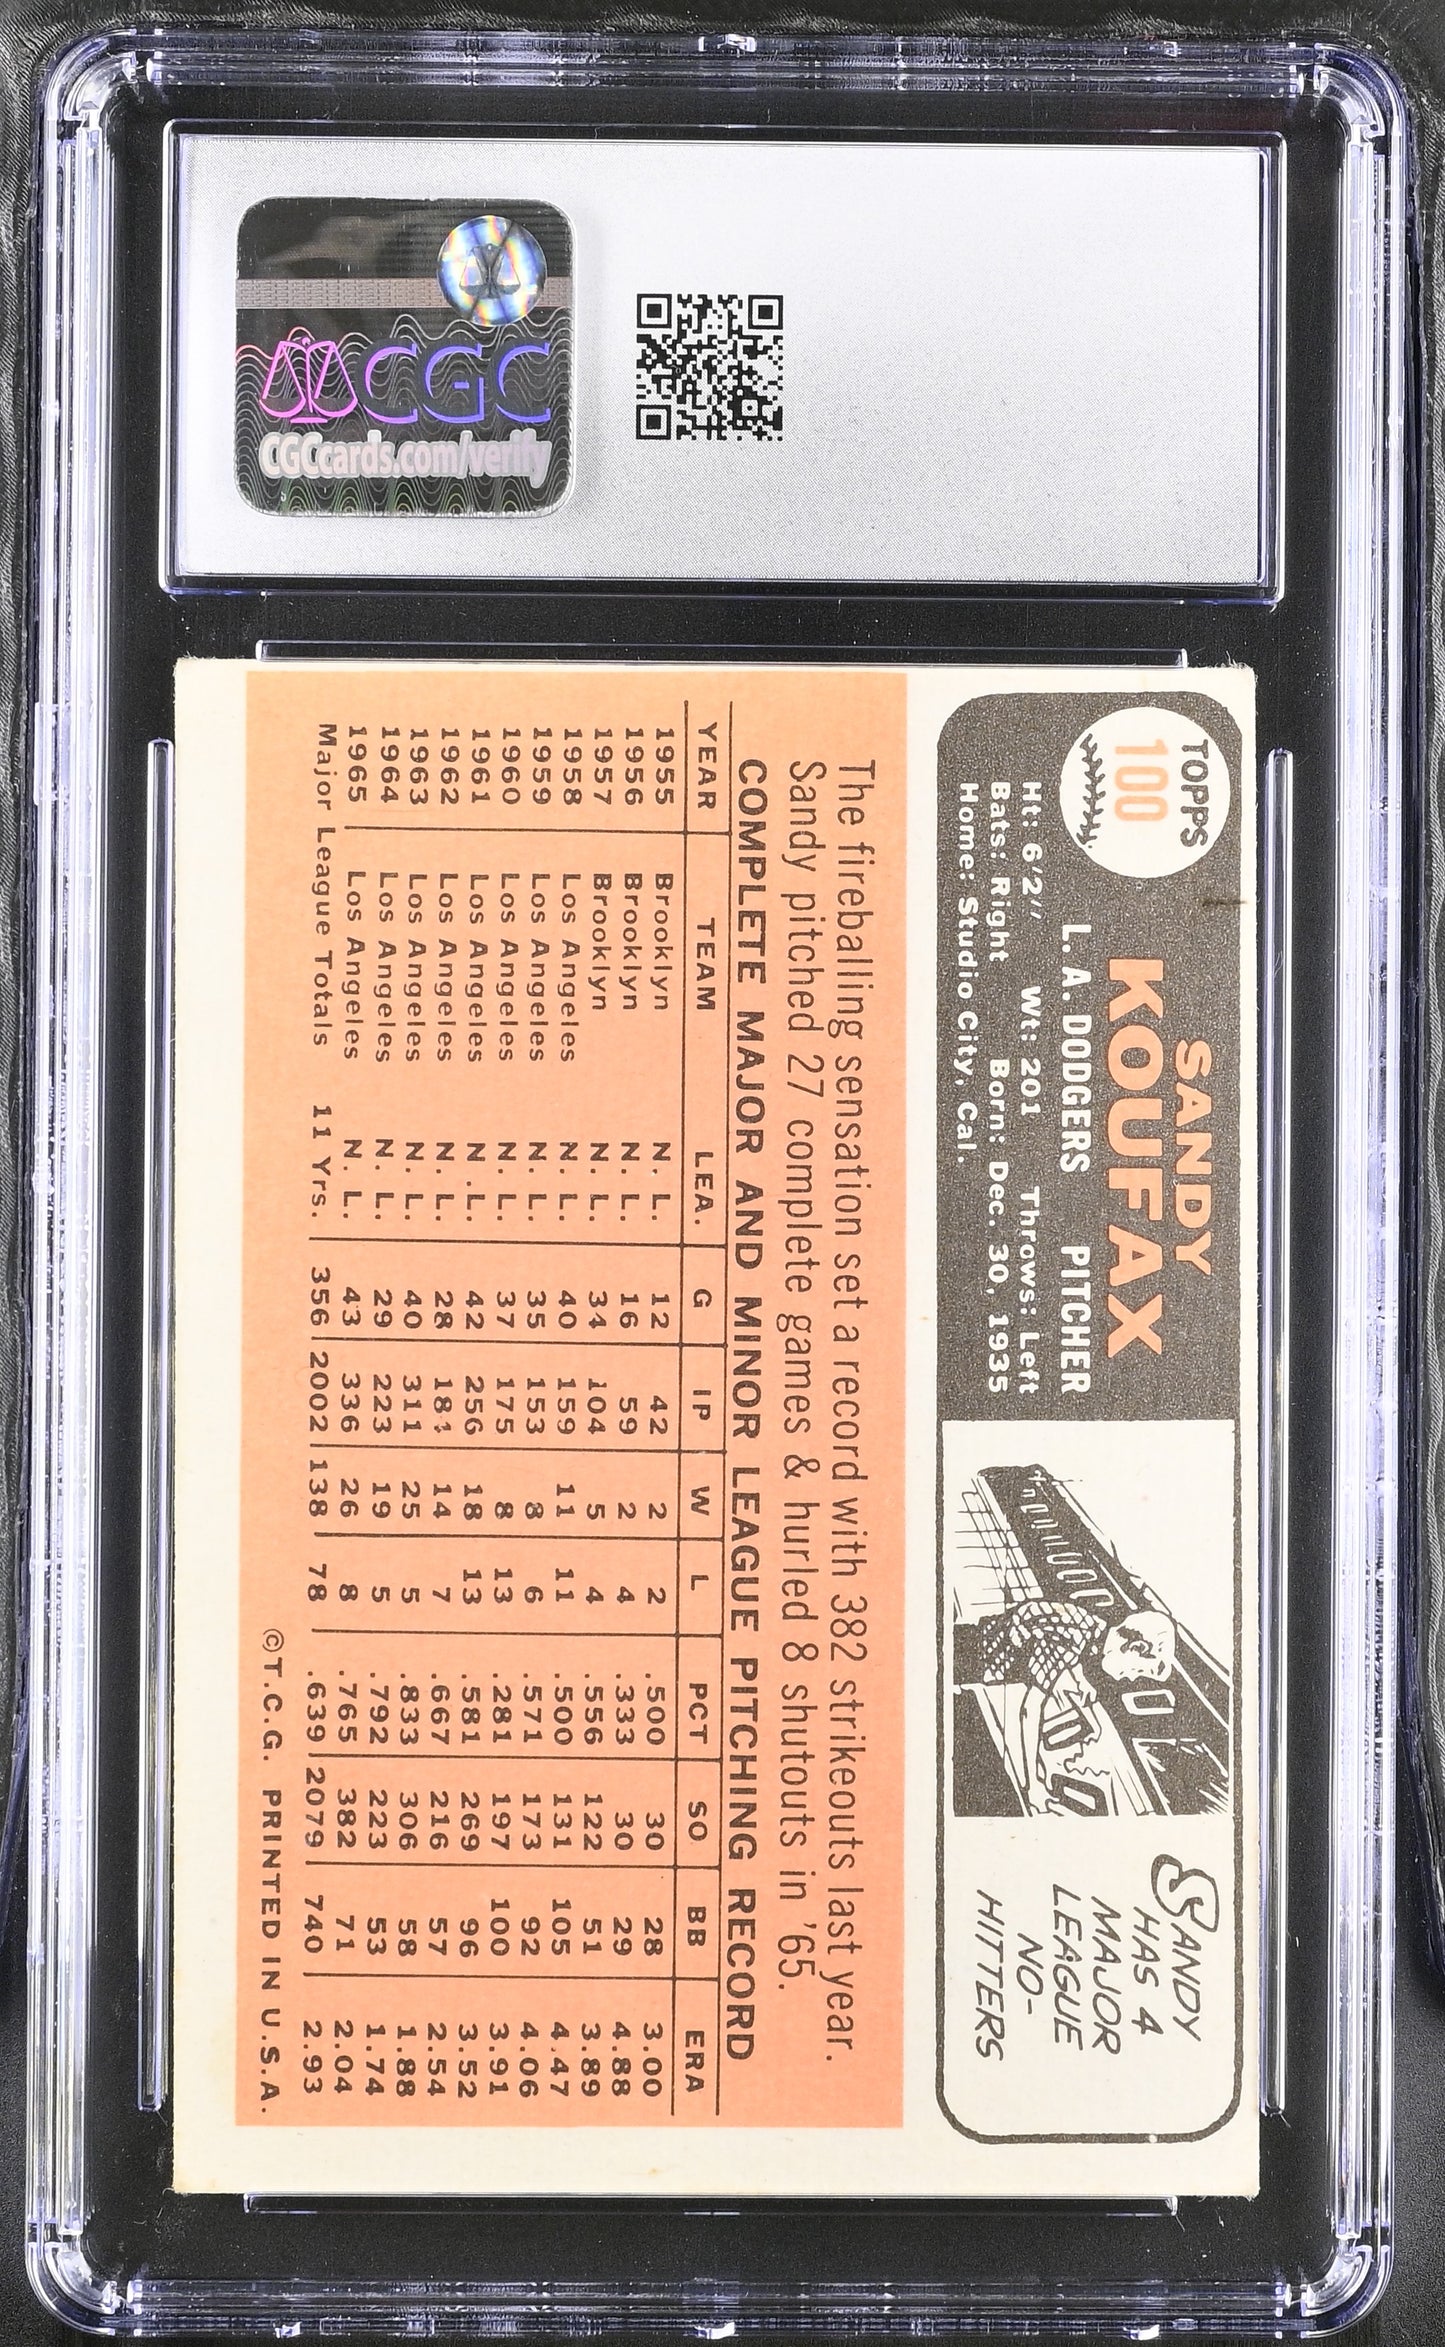 CGC
CGCcards.com/verify
TOPPS
100
SANDY
KOUFAX
L. A. DODGERS PITCHER
Ht: 6'2" Wt: 201 Throws: Left
Bats: Right Born: Dec. 30, 1935
Home: Studio City, Cal.
SANDY
HAS 4
MAJOR
LEAGUE
NO-
HITTERS
The fireballing sensation set a record with 382 strikeouts last year.
Sandy pitched 27 complete games & hurled 8 shutouts in '65.
COMPLETE MAJOR AND MINOR LEAGUE PITCHING RECORD
YEAR TEAM LEA. G IP W L PCT SO BB ERA
1955 Brooklyn N. L. 12 42 2 2 .500 30 28 3.00
1956 Brooklyn N. L. 16 59 2 4 .333 30 29 4.88
1957 Brooklyn N. L. 34 104 5 4 .556 122 51 3.89
1958 Los Angeles N. L. 40 159 11 11 .500 131 105 4.47
1959 Los Angeles N. L. 35 153 8 6 .571 173 92 4.06
1960 Los Angeles N. L. 37 175 8 13 .281 197 100 3.91
1961 Los Angeles N. L. 42 256 18 13 .581 269 96 3.52
1962 Los Angeles N. L. 28 14 7 .667 216 57 2.54
1963 Los Angeles N. L. 40 311 25 5 .833 306 58 1.88
1964 Los Angeles N. L. 29 223 19 5 .792 223 53 1.74
1965 Los Angeles N. L. 43 336 26 8 .765 382 71 2.04
Major League Totals 11 Yrs. 356 2002 138 78 .639 2079 740 2.93
©T.C.G. PRINTED IN U.S.A.